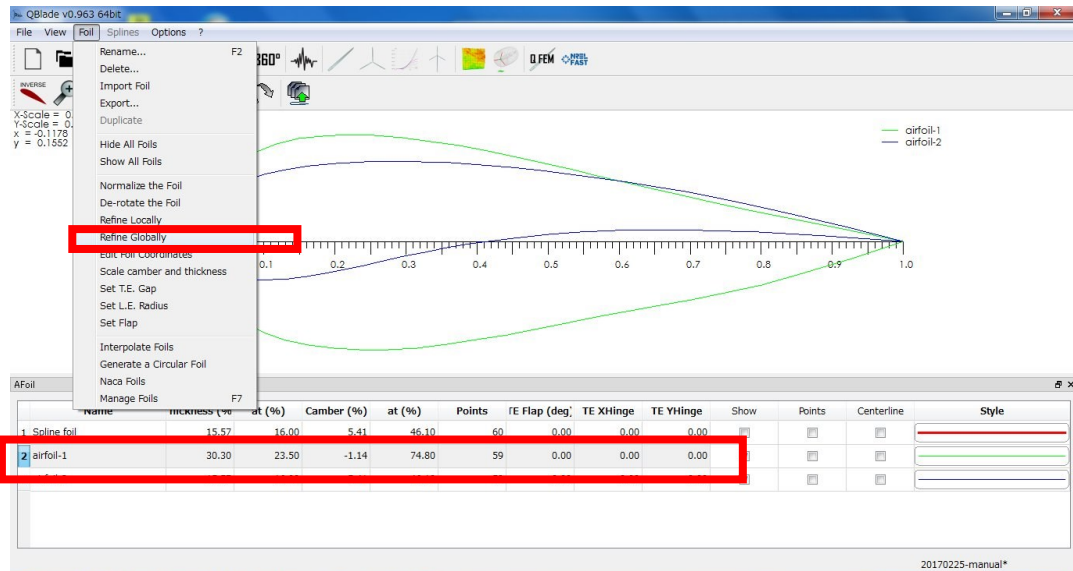 QBlade v0.963 64bit
File View Foil Splines Options ?
Rename... F2
Delete...
Import Foil
Export...
Duplicate
Hide All Foils
Show All Foils
Normalize the Foil
De-rotate the Foil
Refine Locally
Refine Globally
Edit Foil Coordinates
Scale camber and thickness
Set T.E. Gap
Set L.E. Radius
Set Flap
Interpolate Foils
Generate a Circular Foil
Naca Foils
Manage Foils F7
360°
QFEM
NREL
FAST
INVERSE
X-Scale = 0.
Y-Scale = 0.
x = -0.1178
y = 0.1552
airfoil-1
airfoil-2
0.1 0.2 0.3 0.4 0.5 0.6 0.7 0.8 0.9 1.0
AFoil
Name at (%) Camber (%) at (%) Points TE Flap (deg) TE XHinge TE YHinge Show Points Centerline Style
1 Spline foil 15.57 16.00 5.41 46.10 60 0.00 0.00 0.00
2 airfoil-1 30.30 23.50 -1.14 74.80 59 0.00 0.00 0.00
20170225-manual*